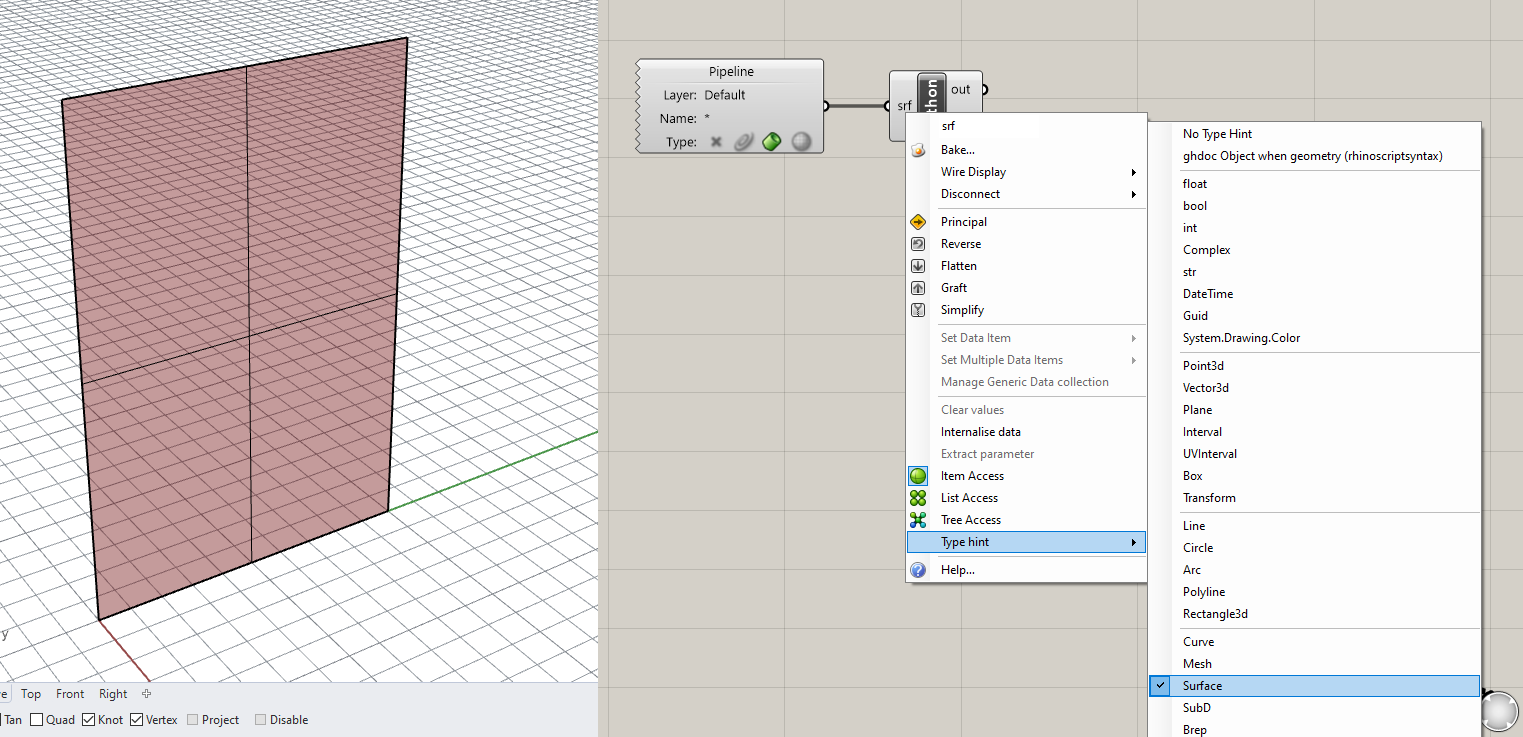 Pipeline
Layer: Default
Name: *
Type:
srf
thon
out
srf
Bake...
Wire Display
Disconnect
Principal
Reverse
Flatten
Graft
Simplify
Set Data Item
Set Multiple Data Items
Manage Generic Data collection
Clear values
Internalise data
Extract parameter
Item Access
List Access
Tree Access
Type hint
Help...
No Type Hint
ghdoc Object when geometry (rhinoscriptsyntax)
float
bool
int
Complex
str
DateTime
Guid
System.Drawing.Color
Point3d
Vector3d
Plane
Interval
UVInterval
Box
Transform
Line
Circle
Arc
Polyline
Rectangle3d
Curve
Mesh
Surface
SubD
Brep
y
e Top Front Right
Tan Quad Knot Vertex Project Disable